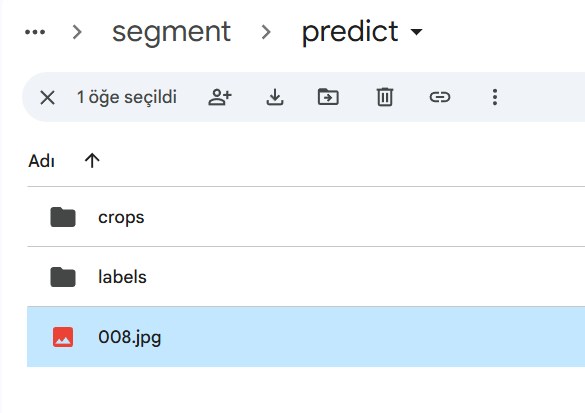 segment predict
1 öğe seçildi
Adı
crops
labels
008.jpg